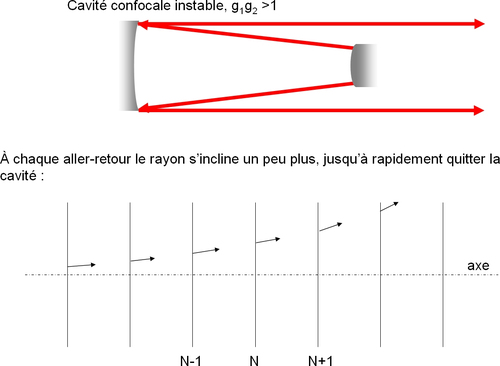 Cavité confocale instable, g₁g₂ >1
À chaque aller-retour le rayon s'incline un peu plus, jusqu'à rapidement quitter la
cavité :
axe
N-1 N N+1